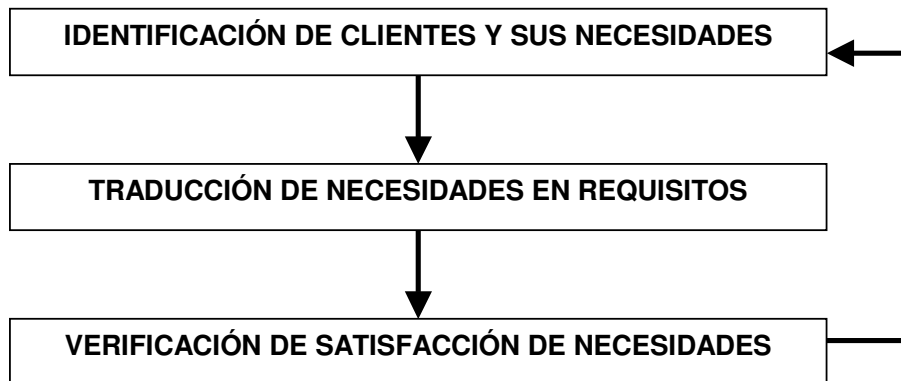 IDENTIFICACIÓN DE CLIENTES Y SUS NECESIDADES
TRADUCCIÓN DE NECESIDADES EN REQUISITOS
VERIFICACIÓN DE SATISFACCIÓN DE NECESIDADES